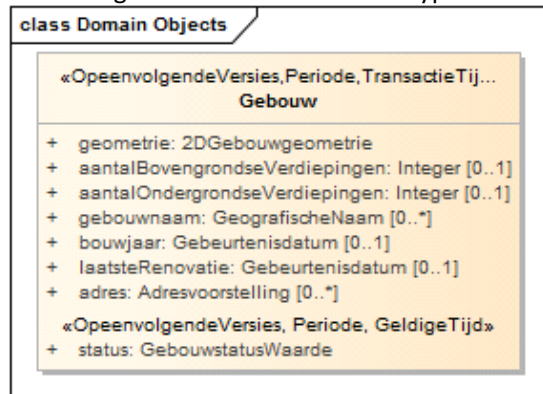 class Domain Objects
«OpeenvolgendeVersies,Periode,TransactieTij...
Gebouw
+ geometrie: 2DGebouwgeometrie
+ aantalBovengrondseVerdiepingen: Integer [0..1]
+ aantalOndergrondseVerdiepingen: Integer [0..1]
+ gebouwnaam: GeografischeNaam [0..*]
+ bouwjaar: Gebeurtenisdatum [0..1]
+ laatsteRenovatie: Gebeurtenisdatum [0..1]
+ adres: Adresvoorstelling [0..*]
«OpeenvolgendeVersies, Periode, GeldigeTijd»
+ status: GebouwstatusWaarde